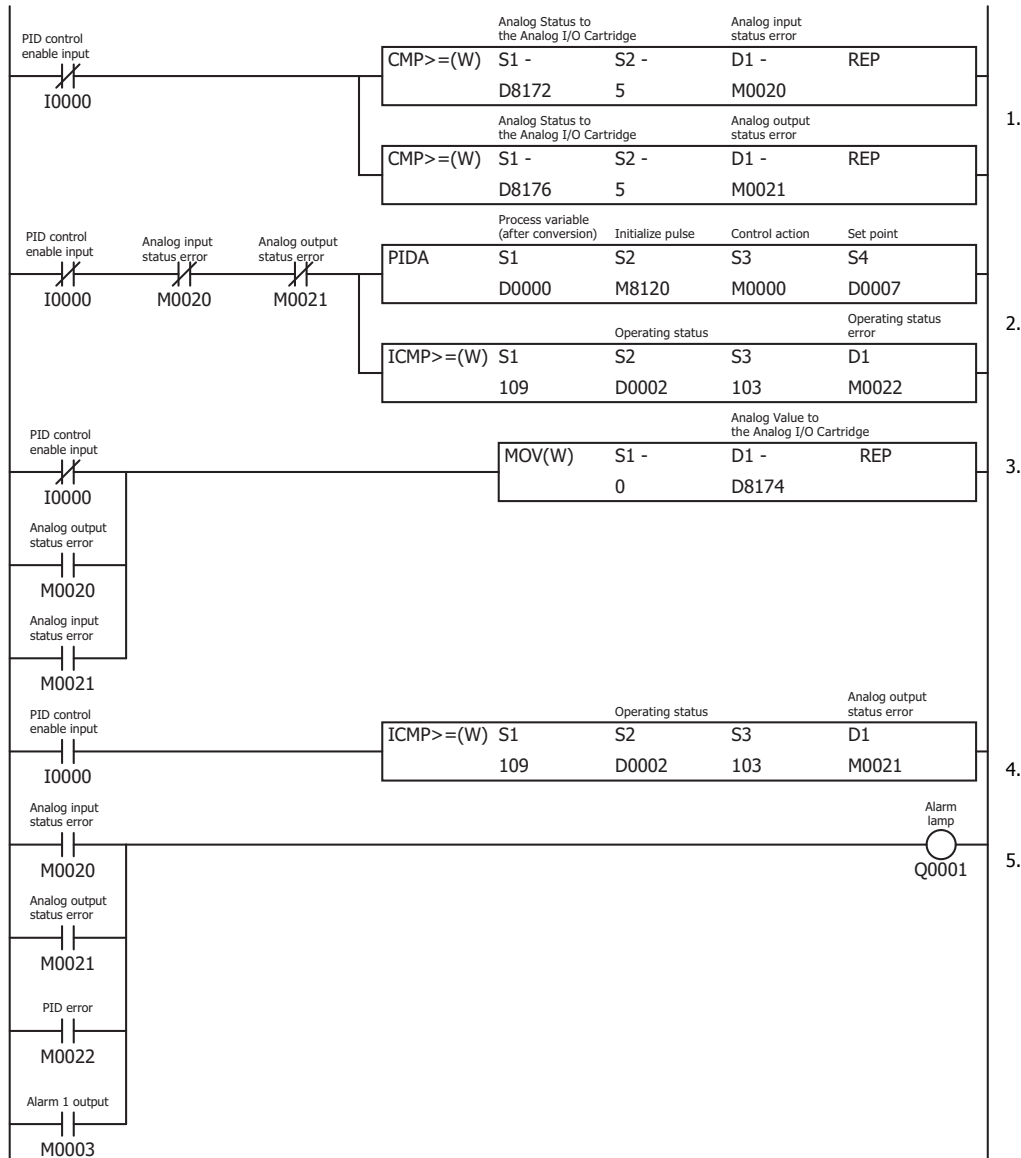 Analog Status to
the Analog I/O Cartridge
Analog input
status error
PID control
enable input
I0000
CMP>=(W) S1 - S2 - D1 - REP
D8172 5 M0020
Analog Status to
the Analog I/O Cartridge
Analog output
status error
1.
CMP>=(W) S1 - S2 - D1 - REP
D8176 5 M0021
PID control
enable input
I0000
Analog input
status error
M0020
Analog output
status error
M0021
Process variable
(after conversion)
Initialize pulse
Control action
Set point
PIDA S1 S2 S3 S4
D0000 M8120 M0000 D0007
2.
Operating status
Operating status
error
ICMP>=(W) S1 S2 S3 D1
109 D0002 103 M0022
PID control
enable input
I0000
Analog Value to
the Analog I/O Cartridge
MOV(W) S1 - D1 - REP
0 D8174
3.
Analog output
status error
M0020
Analog input
status error
M0021
PID control
enable input
I0000
Operating status
Analog output
status error
ICMP>=(W) S1 S2 S3 D1
109 D0002 103 M0021
4.
Analog input
status error
M0020
Alarm
lamp
Q0001
5.
Analog output
status error
M0021
PID error
M0022
Alarm 1 output
M0003